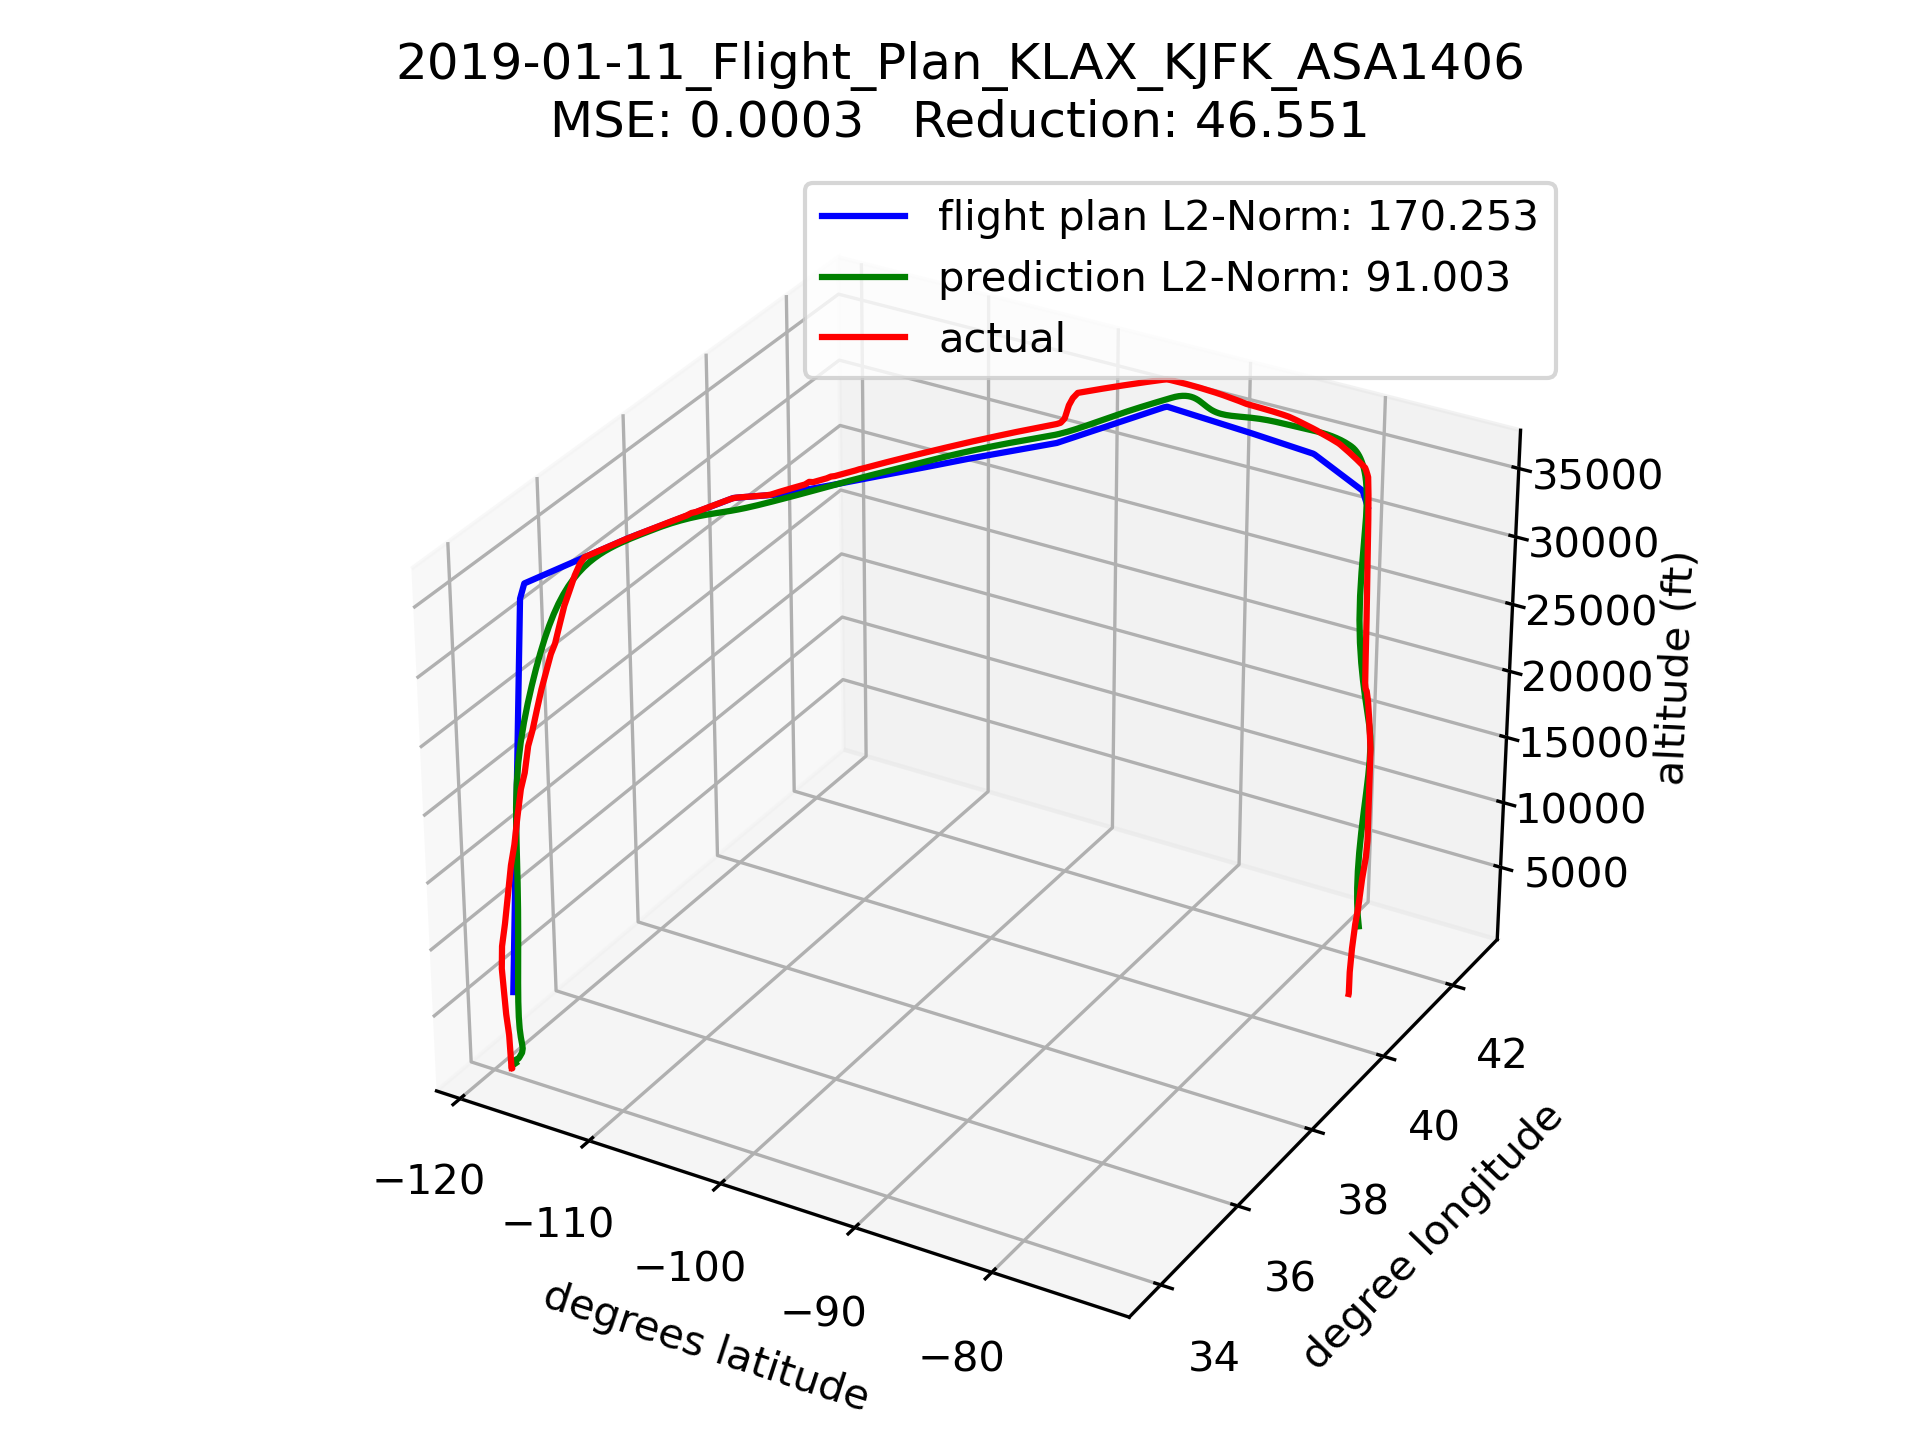 2019-01-11_Flight_Plan_KLAX_KJFK_ASA1406
MSE: 0.0003   Reduction: 46.551
flight plan L2-Norm: 170.253
prediction L2-Norm: 91.003
actual
35000
30000
25000
20000
15000
10000
5000
altitude (ft)
42
40
38
36
34
degree longitude
−120
−110
−100
−90
−80
degrees latitude